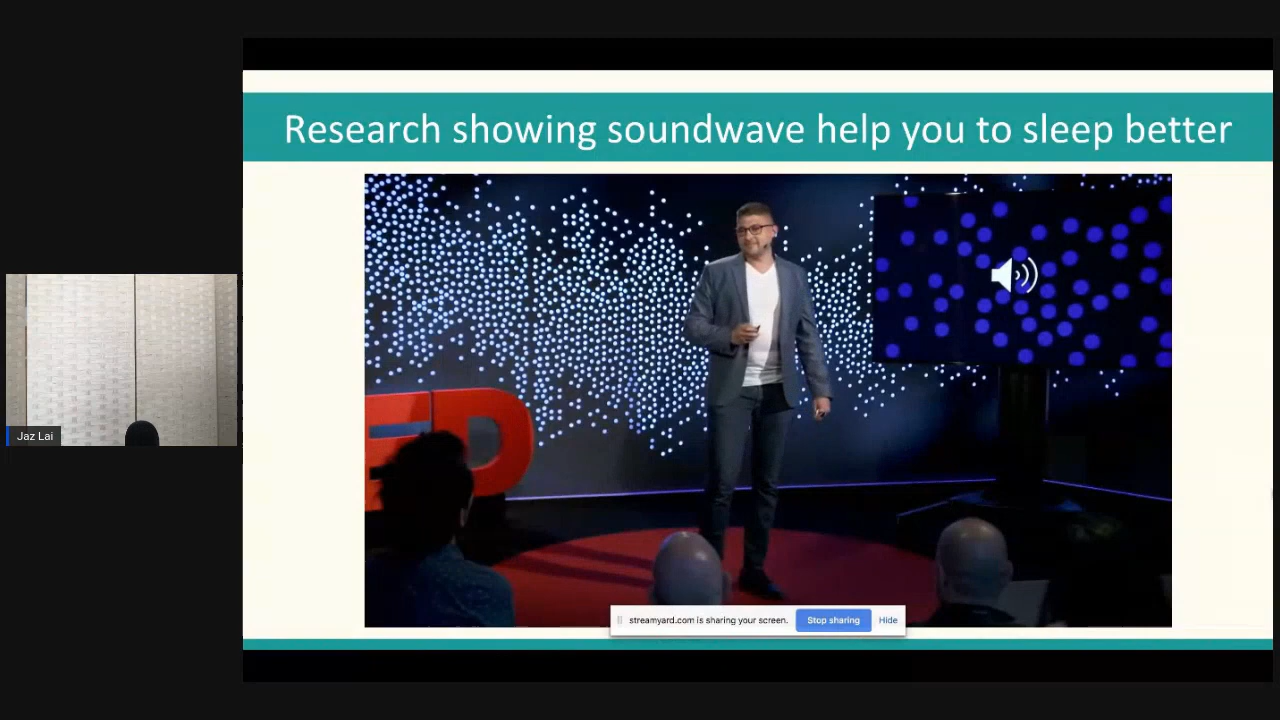 Research showing soundwave help you to sleep better
ED
Jaz Lai
streamyard.com is sharing your screen. Stop sharing Hide